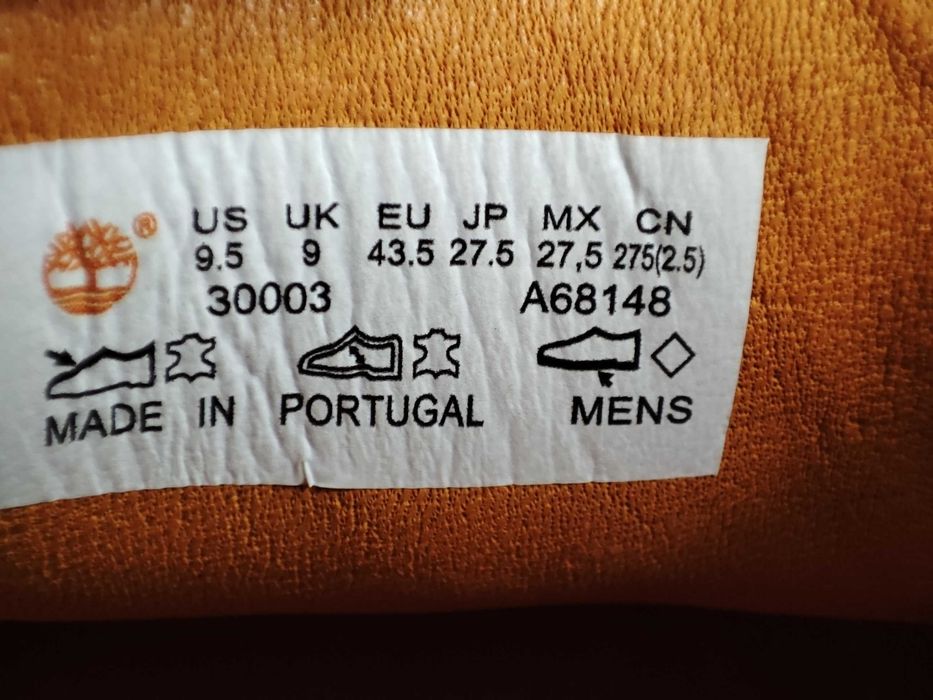 ®
US UK EU JP MX CN
9.5 9 43.5 27.5 27,5 275(2.5)
30003 A68148
MADE IN PORTUGAL MENS